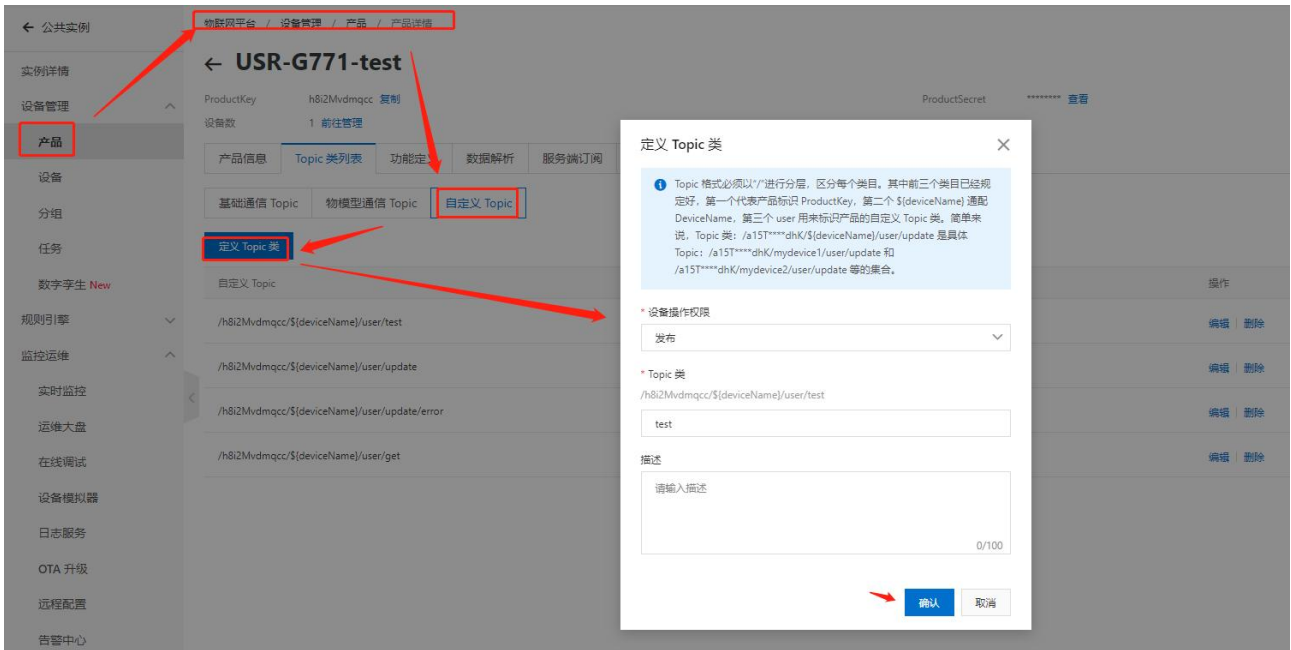 ← 公共实例
物联网平台 / 设备管理 / 产品 / 产品详情
← USR-G771-test
实例详情
ProductKey h8i2Mvdmqcc 复制 ProductSecret ******** 查看
设备管理
设备数 1 前往管理
产品
产品信息 Topic 类列表 功能定义 数据解析 服务端订阅
设备
基础通信 Topic 物模型通信 Topic 自定义 Topic
分组
定义 Topic 类
任务
自定义 Topic 操作
数字孪生 New
/h8i2Mvdmqcc/${deviceName}/user/test 编辑 删除
规则引擎
/h8i2Mvdmqcc/${deviceName}/user/update 编辑 删除
监控运维
/h8i2Mvdmqcc/${deviceName}/user/update/error 编辑 删除
实时监控
/h8i2Mvdmqcc/${deviceName}/user/get 编辑 删除
运维大盘
在线调试
设备模拟器
日志服务
OTA 升级
远程配置
告警中心
定义 Topic 类
Topic 格式必须以“/”进行分层，区分每个类目。其中前三个类目已经规
定好，第一个代表产品标识 ProductKey，第二个 ${deviceName} 通配
DeviceName，第三个 user 用来标识产品的自定义 Topic 类。简单来
说，Topic 类：/a15T****dhK/${deviceName}/user/update 是具体
Topic：/a15T****dhK/mydevice1/user/update 和
/a15T****dhK/mydevice2/user/update 等的集合。
* 设备操作权限
发布
* Topic 类
/h8i2Mvdmqcc/${deviceName}/user/test
test
描述
请输入描述
0/100
确认 取消